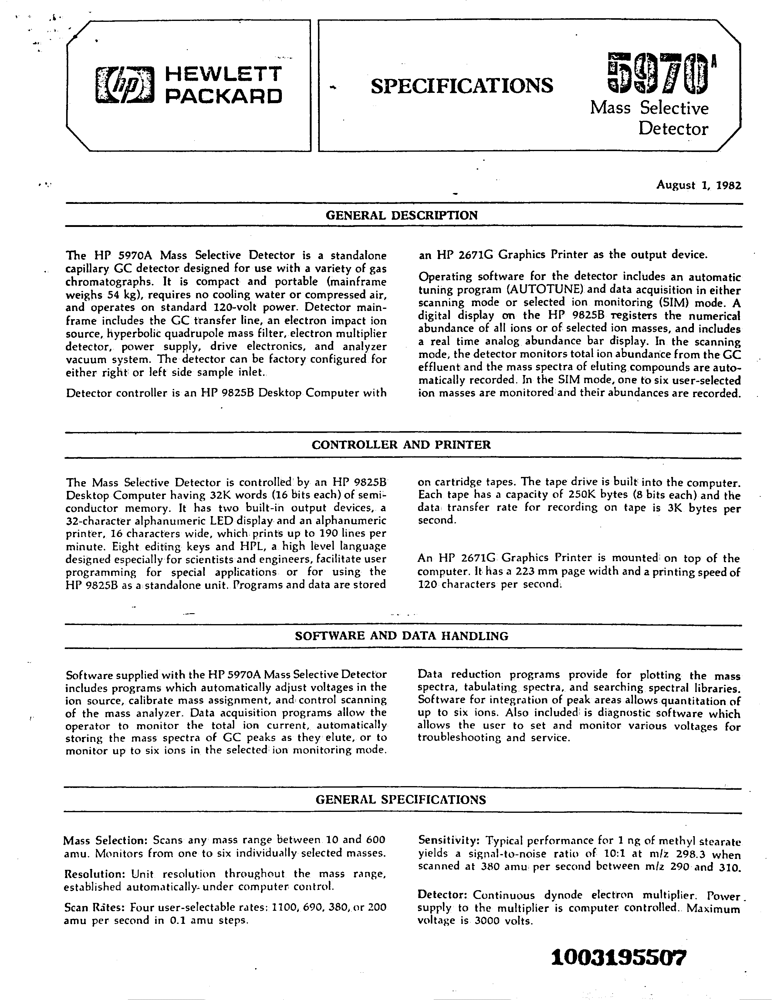 hp HEWLETT
PACKARD
SPECIFICATIONS
5970A
Mass Selective
Detector
August 1, 1982
GENERAL DESCRIPTION
The HP 5970A Mass Selective Detector is a standalone
capillary GC detector designed for use with a variety of gas
chromatographs. It is compact and portable (mainframe
weighs 54 kg), requires no cooling water or compressed air,
and operates on standard 120-volt power. Detector main-
frame includes the GC transfer line, an electron impact ion
source, hyperbolic quadrupole mass filter, electron multiplier
detector, power supply, drive electronics, and analyzer
vacuum system. The detector can be factory configured for
either right or left side sample inlet.
Detector controller is an HP 9825B Desktop Computer with
an HP 2671G Graphics Printer as the output device.
Operating software for the detector includes an automatic
tuning program (AUTOTUNE) and data acquisition in either
scanning mode or selected ion monitoring (SIM) mode. A
digital display on the HP 9825B registers the numerical
abundance of all ions or of selected ion masses, and includes
a real time analog abundance bar display. In the scanning
mode, the detector monitors total ion abundance from the GC
effluent and the mass spectra of eluting compounds are auto-
matically recorded. In the SIM mode, one to six user-selected
ion masses are monitored and their abundances are recorded.
CONTROLLER AND PRINTER
The Mass Selective Detector is controlled by an HP 9825B
Desktop Computer having 32K words (16 bits each) of semi-
conductor memory. It has two built-in output devices, a
32-character alphanumeric LED display and an alphanumeric
printer, 16 characters wide, which prints up to 190 lines per
minute. Eight editing keys and HPL, a high level language
designed especially for scientists and engineers, facilitate user
programming for special applications or for using the
HP 9825B as a standalone unit. Programs and data are stored
on cartridge tapes. The tape drive is built into the computer.
Each tape has a capacity of 250K bytes (8 bits each) and the
data transfer rate for recording on tape is 3K bytes per
second.
An HP 2671G Graphics Printer is mounted on top of the
computer. It has a 223 mm page width and a printing speed of
120 characters per second.
SOFTWARE AND DATA HANDLING
Software supplied with the HP 5970A Mass Selective Detector
includes programs which automatically adjust voltages in the
ion source, calibrate mass assignment, and control scanning
of the mass analyzer. Data acquisition programs allow the
operator to monitor the total ion current, automatically
storing the mass spectra of GC peaks as they elute, or to
monitor up to six ions in the selected ion monitoring mode.
Data reduction programs provide for plotting the mass
spectra, tabulating spectra, and searching spectral libraries.
Software for integration of peak areas allows quantitation of
up to six ions. Also included is diagnostic software which
allows the user to set and monitor various voltages for
troubleshooting and service.
GENERAL SPECIFICATIONS
Mass Selection: Scans any mass range between 10 and 600
amu. Monitors from one to six individually selected masses.
Resolution: Unit resolution throughout the mass range,
established automatically under computer control.
Scan Rates: Four user-selectable rates: 1100, 690, 380, or 200
amu per second in 0.1 amu steps.
Sensitivity: Typical performance for 1 ng of methyl stearate
yields a signal-to-noise ratio of 10:1 at m/z 298.3 when
scanned at 380 amu per second between m/z 290 and 310.
Detector: Continuous dynode electron multiplier. Power
supply to the multiplier is computer controlled. Maximum
voltage is 3000 volts.
1003195507